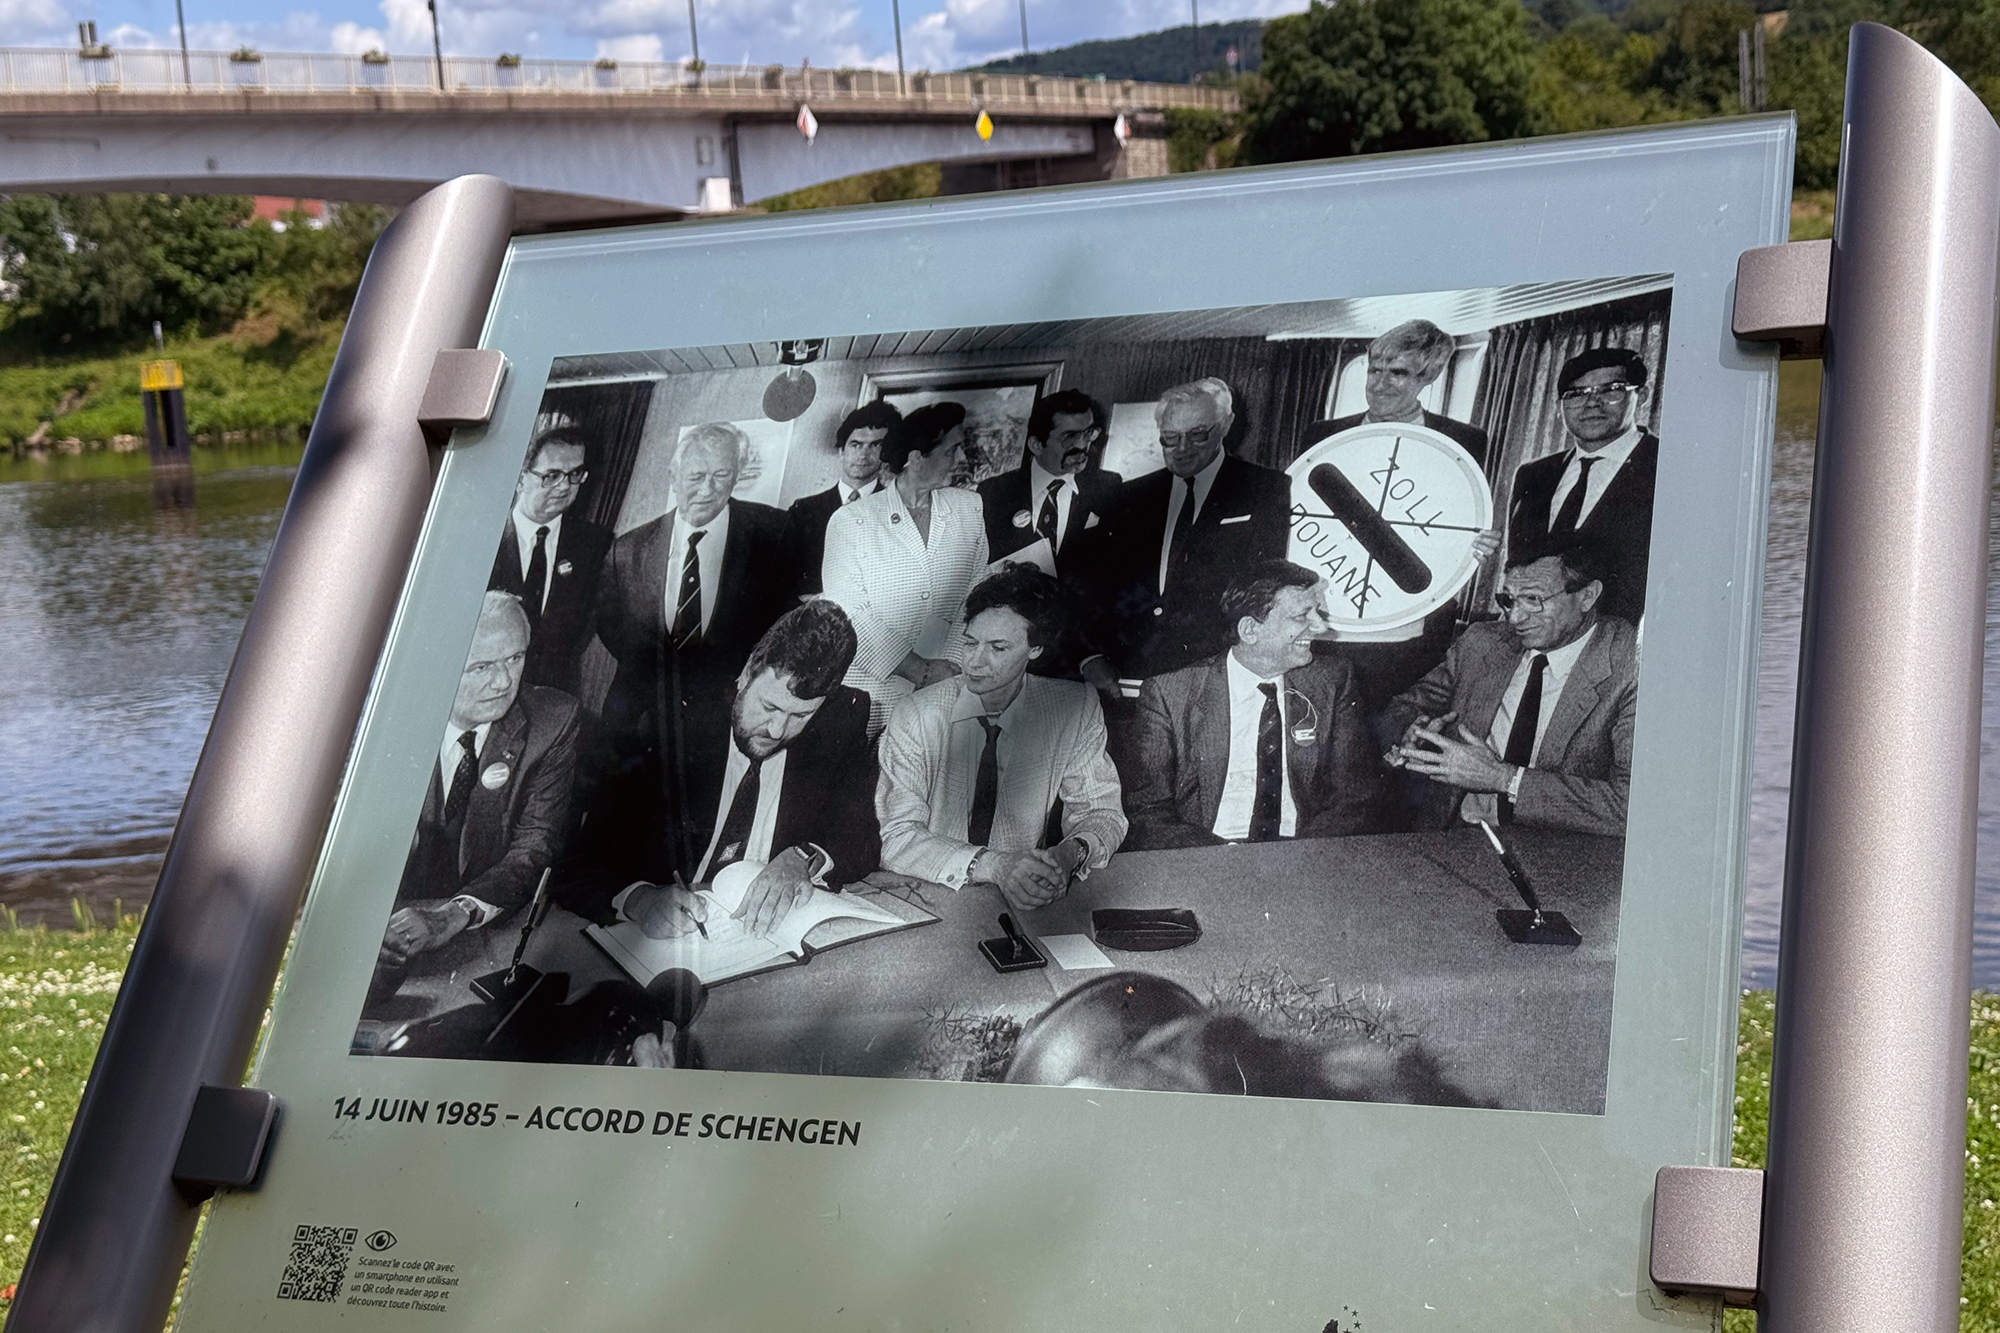 ZOLL
DOUANE
14 JUIN 1985 – ACCORD DE SCHENGEN
Scannez le code QR avec
un smartphone en utilisant
un QR code reader app et
découvrez toute l'histoire.